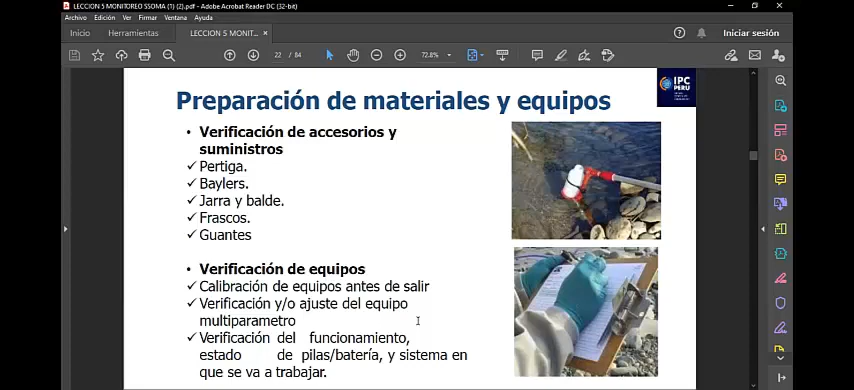 LECCION 5 MONITOREO SSOMA (1) (2).pdf - Adobe Acrobat Reader DC (32-bit)
Archivo Edición Ver Firmar Ventana Ayuda
Inicio Herramientas LECCION 5 MONIT... × Iniciar sesión
22 / 84 72.8%
IPC
PERU
Preparación de materiales y equipos
• Verificación de accesorios y
suministros
✓ Pertiga.
✓ Baylers.
✓ Jarra y balde.
✓ Frascos.
✓ Guantes
• Verificación de equipos
✓ Calibración de equipos antes de salir
✓ Verificación y/o ajuste del equipo
multiparametro
✓ Verificación del funcionamiento,
estado de pilas/batería, y sistema en
que se va a trabajar.